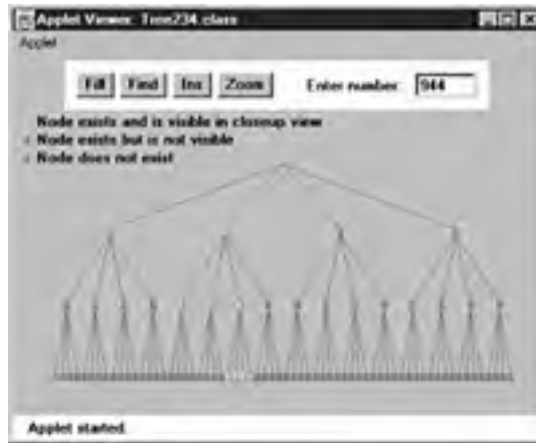 Applet Viewer: Tree234.class
Applet
Fill Find Ins Zoom Enter number: 944
Node exists and is visible in closeup view
Node exists but is not visible
Node does not exist
Applet started.